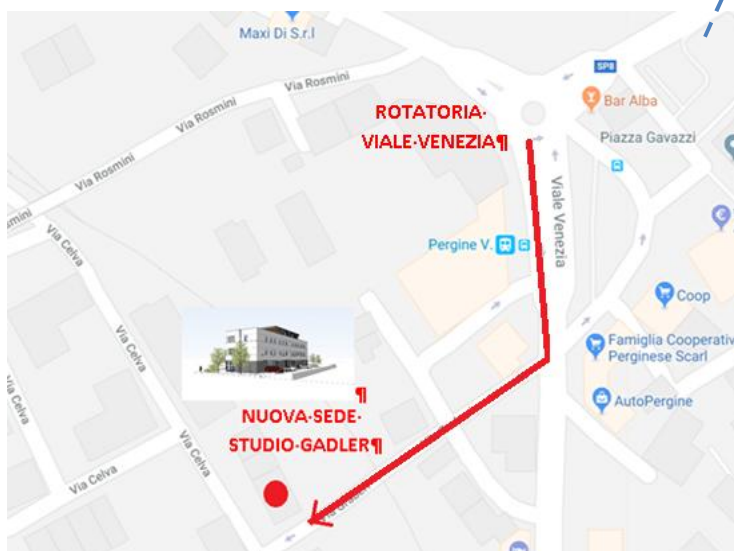 Maxi Di S.r.l
SP8
Via Rosmini
Via Rosmini
Via Rosmini
ROTATORIA·
VIALE·VENEZIA¶
Bar Alba
Piazza Gavazzi
Viale Venezia
Pergine V.
Via Celva
Coop
Famiglia Cooperativ
Perginese Scarl
AutoPergine
Via Celva
¶
NUOVA·SEDE·
STUDIO·GADLER¶
Via Celva
Via Celva